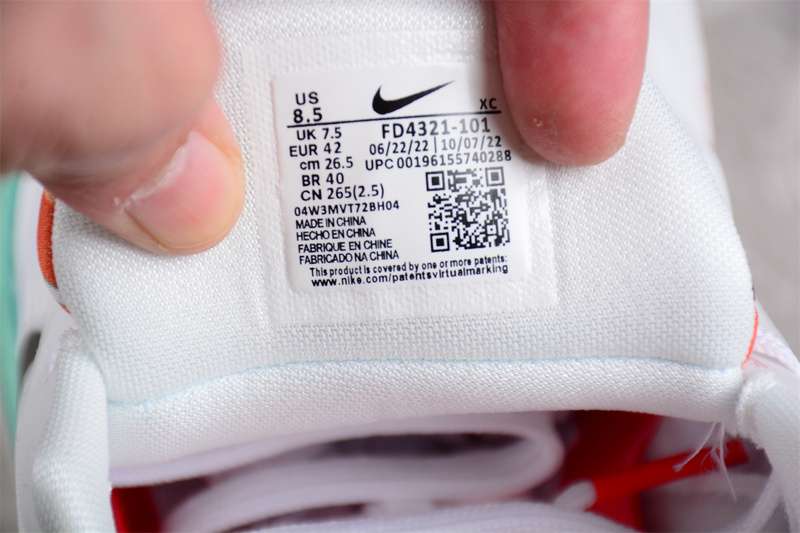 US
8.5
XC
UK 7.5
FD4321-101
EUR 42
06/22/22 | 10/07/22
cm 26.5
UPC 00196155740288
BR 40
CN 265(2.5)
04W3MVT72BH04
MADE IN CHINA
HECHO EN CHINA
FABRIQUE EN CHINE
FABRICADO NA CHINA
This product is covered by one or more patents:
www.nike.com/patentsvirtualmarking